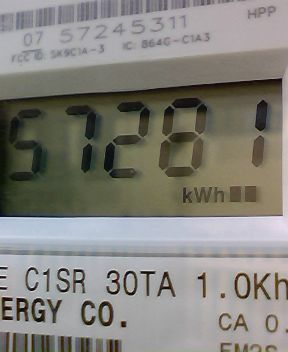 HPP
07 57245311
FCC ID: SK9C1A-3 IC: 864G-C1A3
57281
kWh
E C1SR 30TA 1.0Kh
NERGY CO.
CA 0.